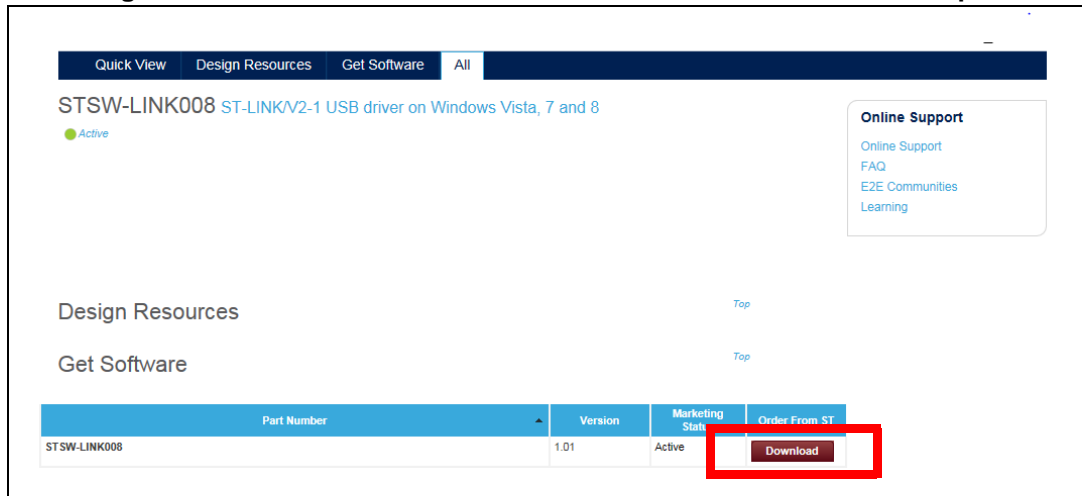 Quick View Design Resources Get Software All
STSW-LINK008 ST-LINK/V2-1 USB driver on Windows Vista, 7 and 8
Active
Online Support
Online Support
FAQ
E2E Communities
Learning
Design Resources Top
Get Software Top
Part Number Version Marketing Order From ST
STSW-LINK008 1.01 Active Download